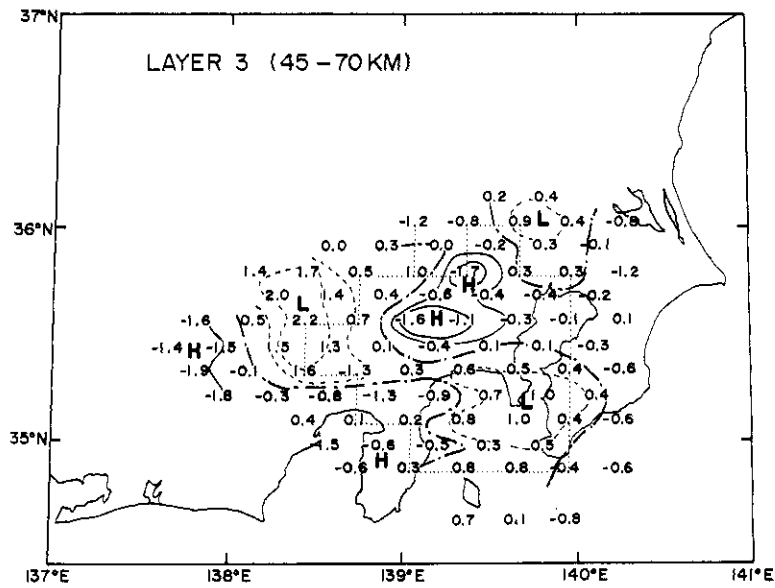 37°N
LAYER 3 (45-70KM)
0.2 0.4
36°N -1.2 -0.8 0.9 L 0.4 -0.8
0.0 0.3 -0.0 -0.2 0.3 -0.1
1.4 1.7 0.5 1.0 -1.7 0.3 0.3 -1.2
H
2.0 1.4 0.4 -0.6 -0.4 -0.4 -0.2
L
-1.6 0.5 2.2 0.7 -1.6 H -1.1 -0.3 -0.1 0.1
-1.4 H -1.5 1.5 1.3 0.1 -0.4 0.1 0.1 -0.3
-1.9 -0.1 1.6 -1.3 0.3 0.6 0.5 0.4 -0.6
-1.8 -0.3 -0.8 -1.3 -0.9 0.7 1.0 0.4
L
0.4 0.1 0.2 0.8 1.0 0.4 -0.6
35°N
-1.5 -0.6 -0.5 0.3 0.5
H
-0.6 0.3 0.8 0.8 -0.4 -0.6
0.7 0.1 -0.8
137°E 138°E 139°E 140°E 141°E